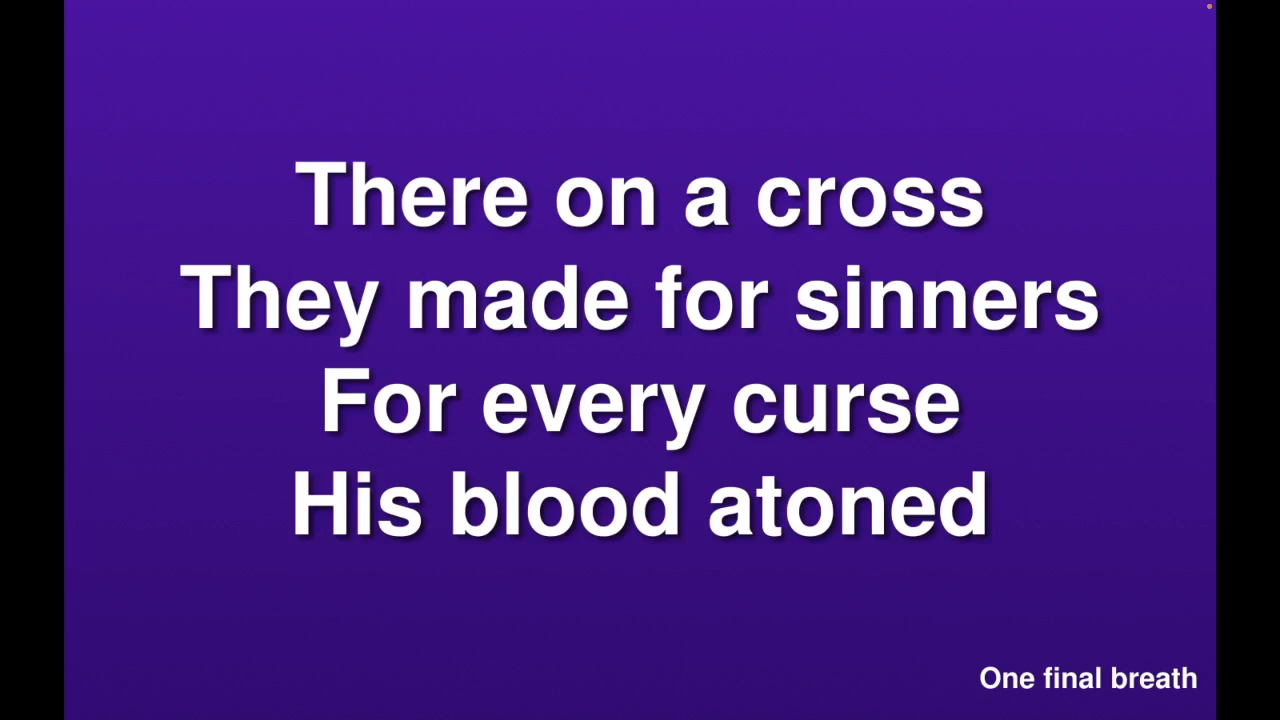 There on a cross
They made for sinners
For every curse
His blood atoned
One final breath